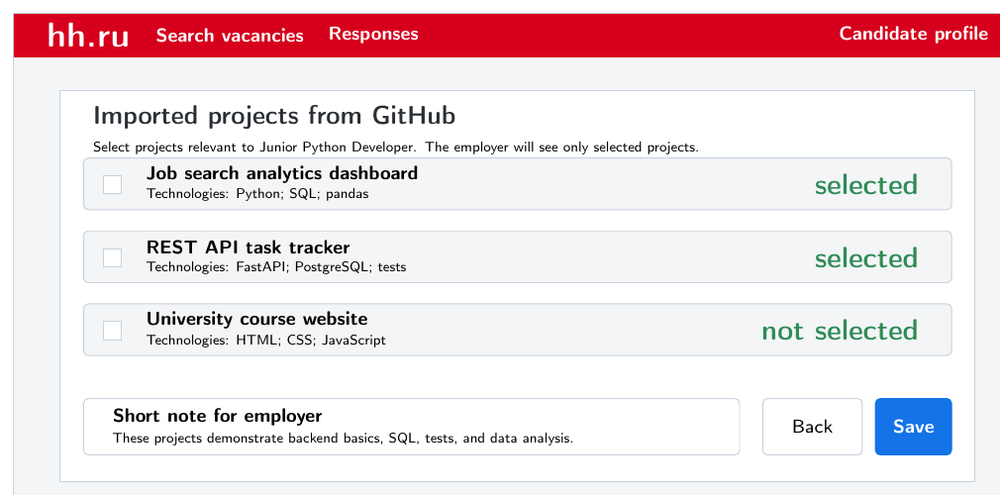 hh.ru Search vacancies Responses Candidate profile
Imported projects from GitHub
Select projects relevant to Junior Python Developer. The employer will see only selected projects.
Job search analytics dashboard
Technologies: Python; SQL; pandas
selected
REST API task tracker
Technologies: FastAPI; PostgreSQL; tests
selected
University course website
Technologies: HTML; CSS; JavaScript
not selected
Short note for employer
These projects demonstrate backend basics, SQL, tests, and data analysis.
Back
Save